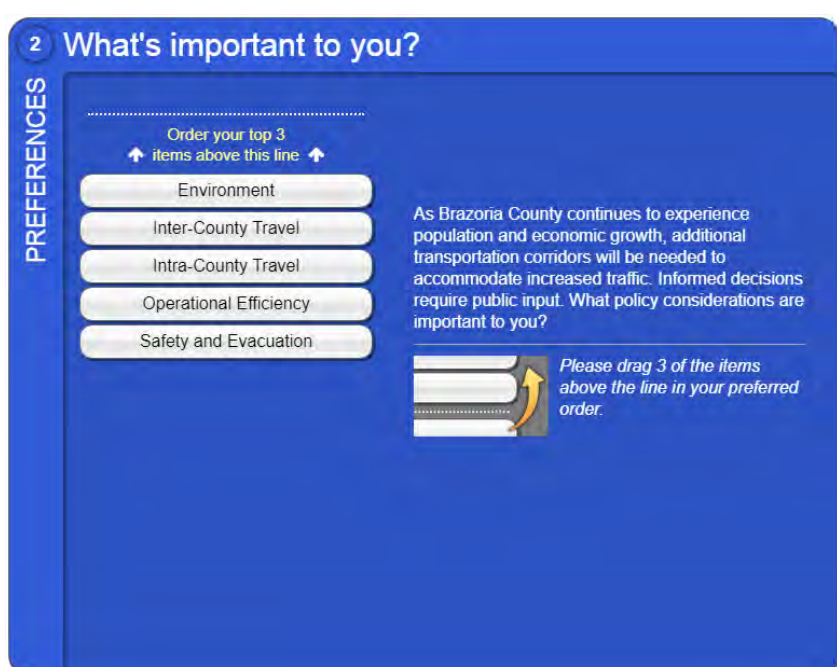 2 What's important to you?
PREFERENCES
Order your top 3
items above this line
Environment
Inter-County Travel
Intra-County Travel
Operational Efficiency
Safety and Evacuation
As Brazoria County continues to experience
population and economic growth, additional
transportation corridors will be needed to
accommodate increased traffic. Informed decisions
require public input. What policy considerations are
important to you?
Please drag 3 of the items
above the line in your preferred
order.